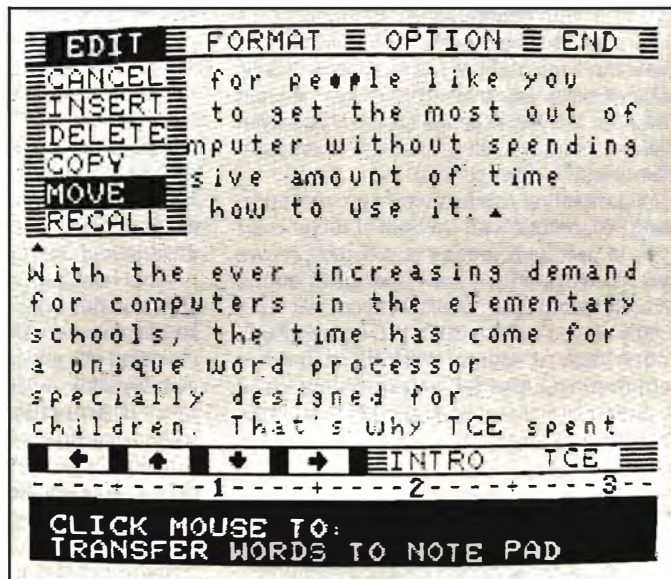 EDIT FORMAT OPTION END
CANCEL for people like you
INSERT to get the most out of
DELETE mputer without spending
COPY sive amount of time
MOVE how to use it.
RECALL
With the ever increasing demand
for computers in the elementary
schools, the time has come for
a unique word processor
specially designed for
children. That's why TCE spent
INTRO TCE
----+----1----+----2----+----3--
CLICK MOUSE TO:
TRANSFER WORDS TO NOTE PAD